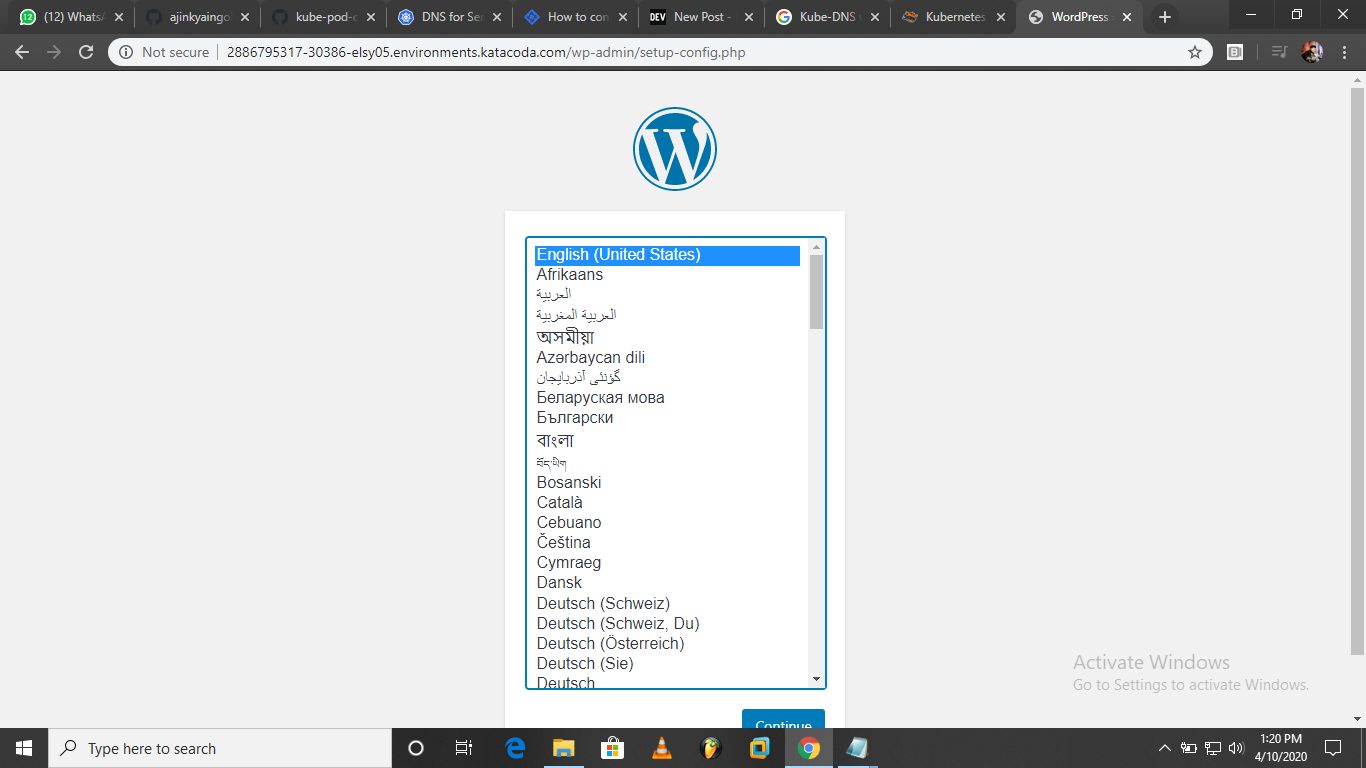 (12) WhatsA
ajinkyaingo
kube-pod-c
DNS for Ser
How to con
DEV New Post -
Kube-DNS
Kubernetes
WordPress
Not secure
2886795317-30386-elsy05.environments.katacoda.com/wp-admin/setup-config.php
English (United States)
Afrikaans
العربية
العربية المغربية
অসমীয়া
Azərbaycan dili
گؤنئی آذربایجان
Беларуская мова
Български
বাংলা
བོད་ཡིག
Bosanski
Català
Cebuano
Čeština
Cymraeg
Dansk
Deutsch (Schweiz)
Deutsch (Schweiz, Du)
Deutsch (Österreich)
Deutsch (Sie)
Deutsch
Continue
Activate Windows
Go to Settings to activate Windows.
Type here to search
1:20 PM
4/10/2020